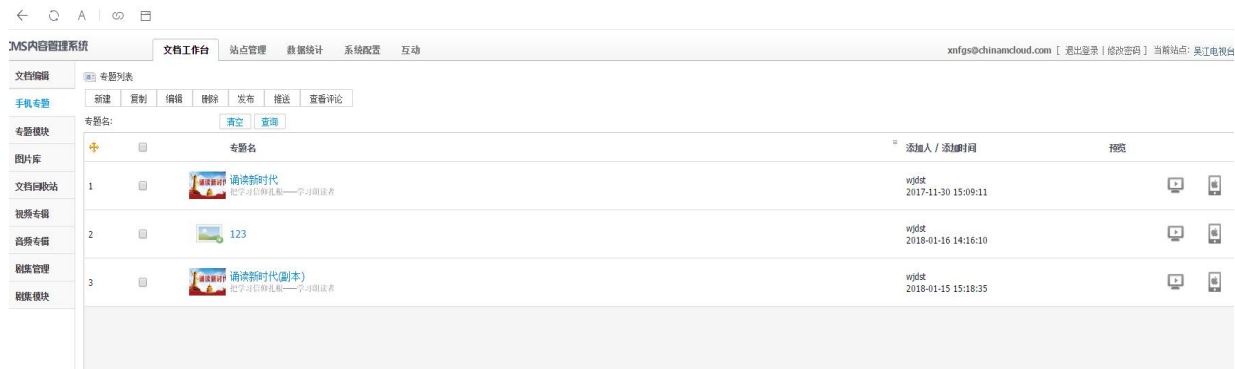 A
CMS内容管理系统
文档工作台 站点管理 数据统计 系统配置 互动
xnfgs@chinamcloud.com [ 退出登录 | 修改密码 ] 当前站点: 吴江电视台
文档编辑
手机专题
专题模块
图片库
文档回收站
视频专辑
音频专辑
剧集管理
剧集模块
专题列表
新建 复制 编辑 删除 发布 推送 查看评论
专题名: 清空 查询
专题名 添加人 / 添加时间 预览
1 诵读新时代 wjdst
把学习信仰扎根——学习朗读者 2017-11-30 15:09:11
2 123 wjdst
2018-01-16 14:16:10
3 诵读新时代(副本) wjdst
把学习信仰扎根——学习朗读者 2018-01-15 15:18:35